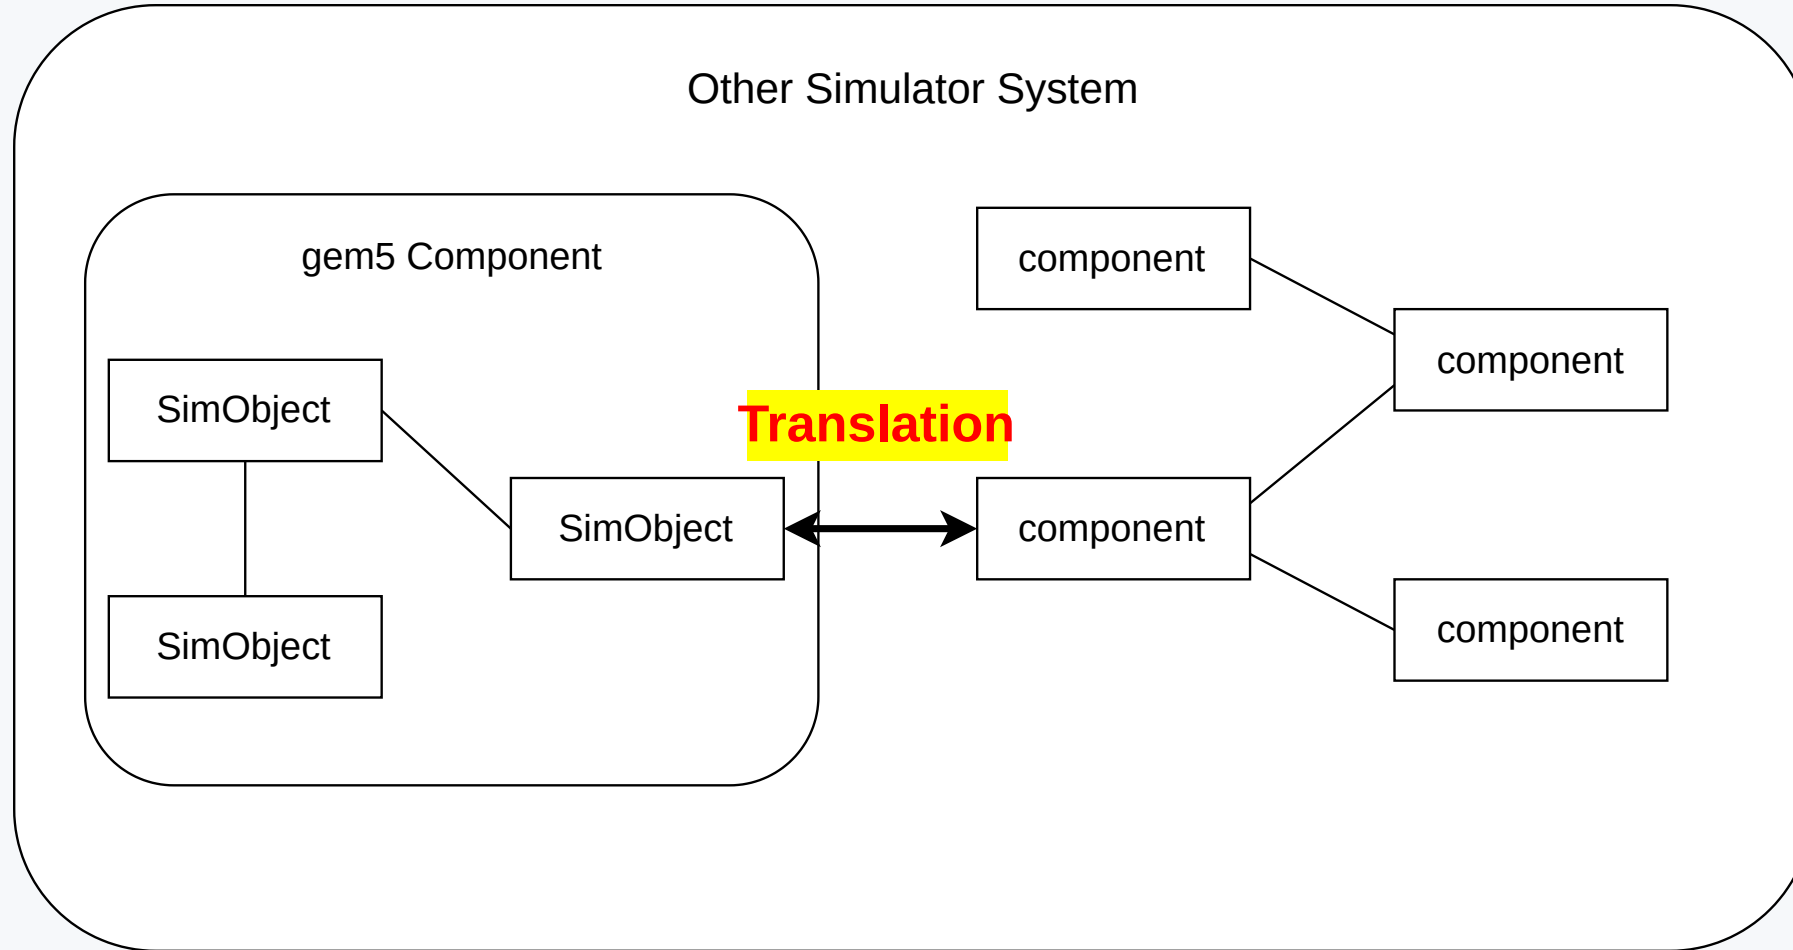 Other Simulator System
gem5 Component
component
component
SimObject
Translation
SimObject
component
SimObject
component